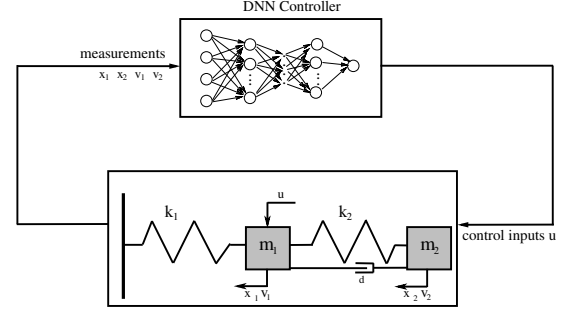 DNN Controller
measurements
x₁ x₂ v₁ v₂
k₁
u
k₂
m₁
m₂
d
x₁ v₁
x₂ v₂
control inputs u